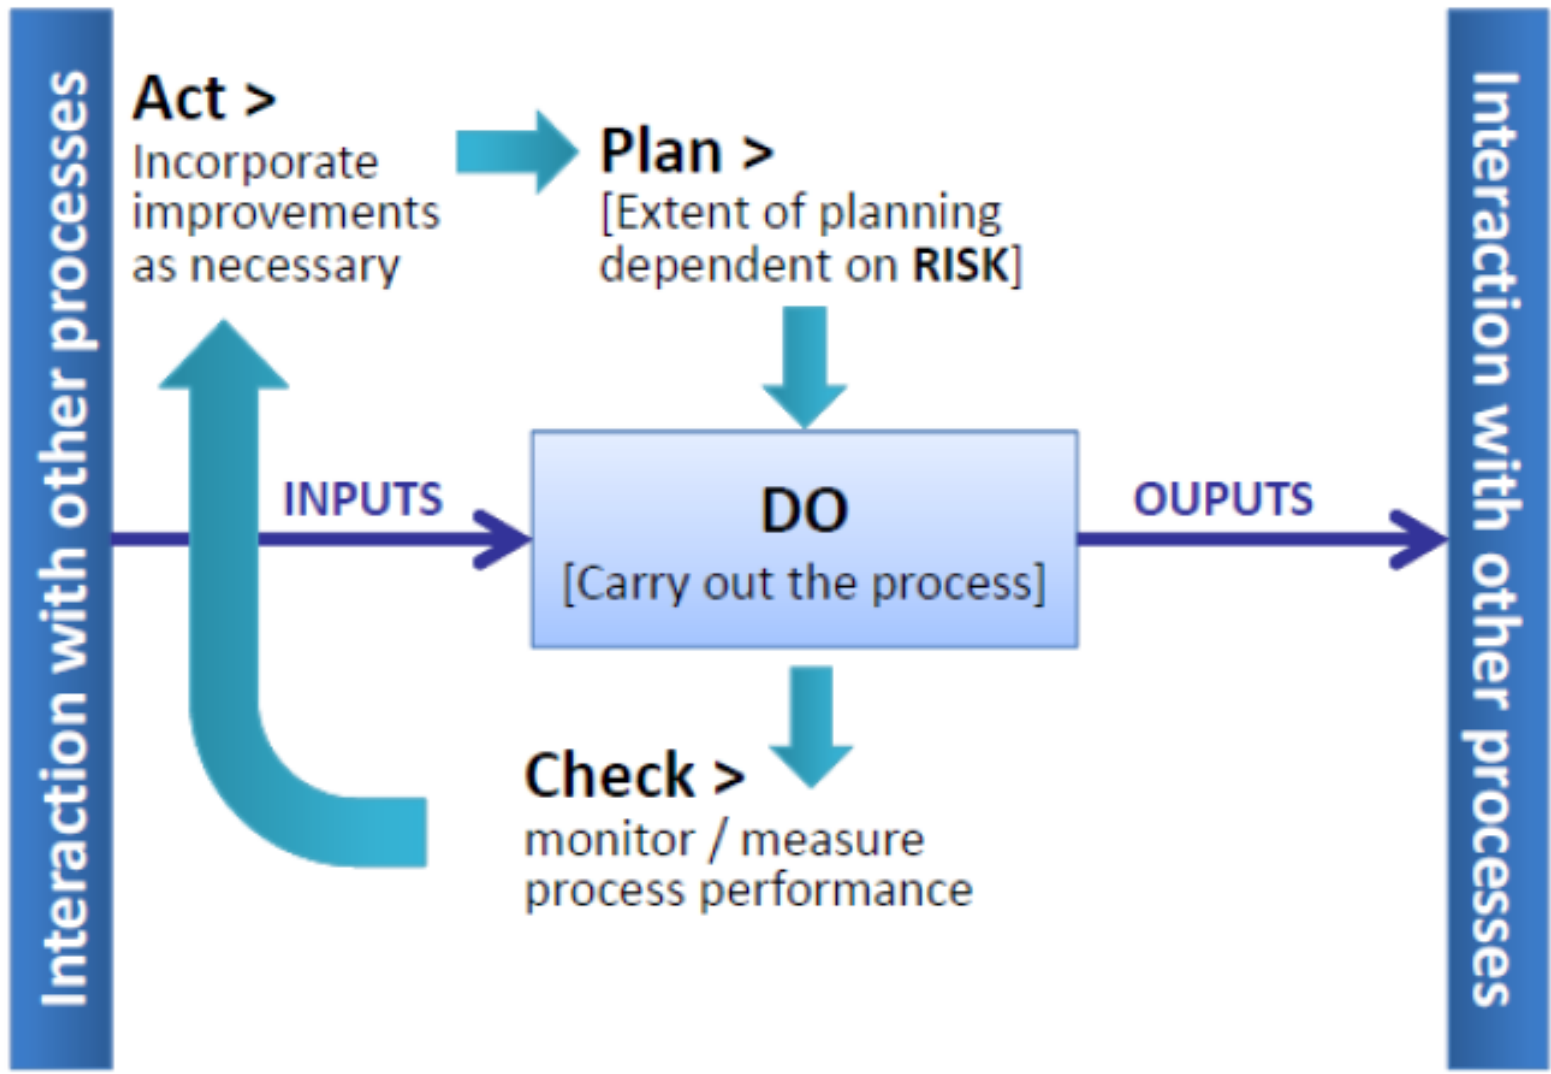 Interaction with other processes
Act >
Incorporate
improvements
as necessary
Plan >
[Extent of planning
dependent on RISK]
INPUTS
DO
[Carry out the process]
OUPUTS
Check >
monitor / measure
process performance
Interaction with other processes